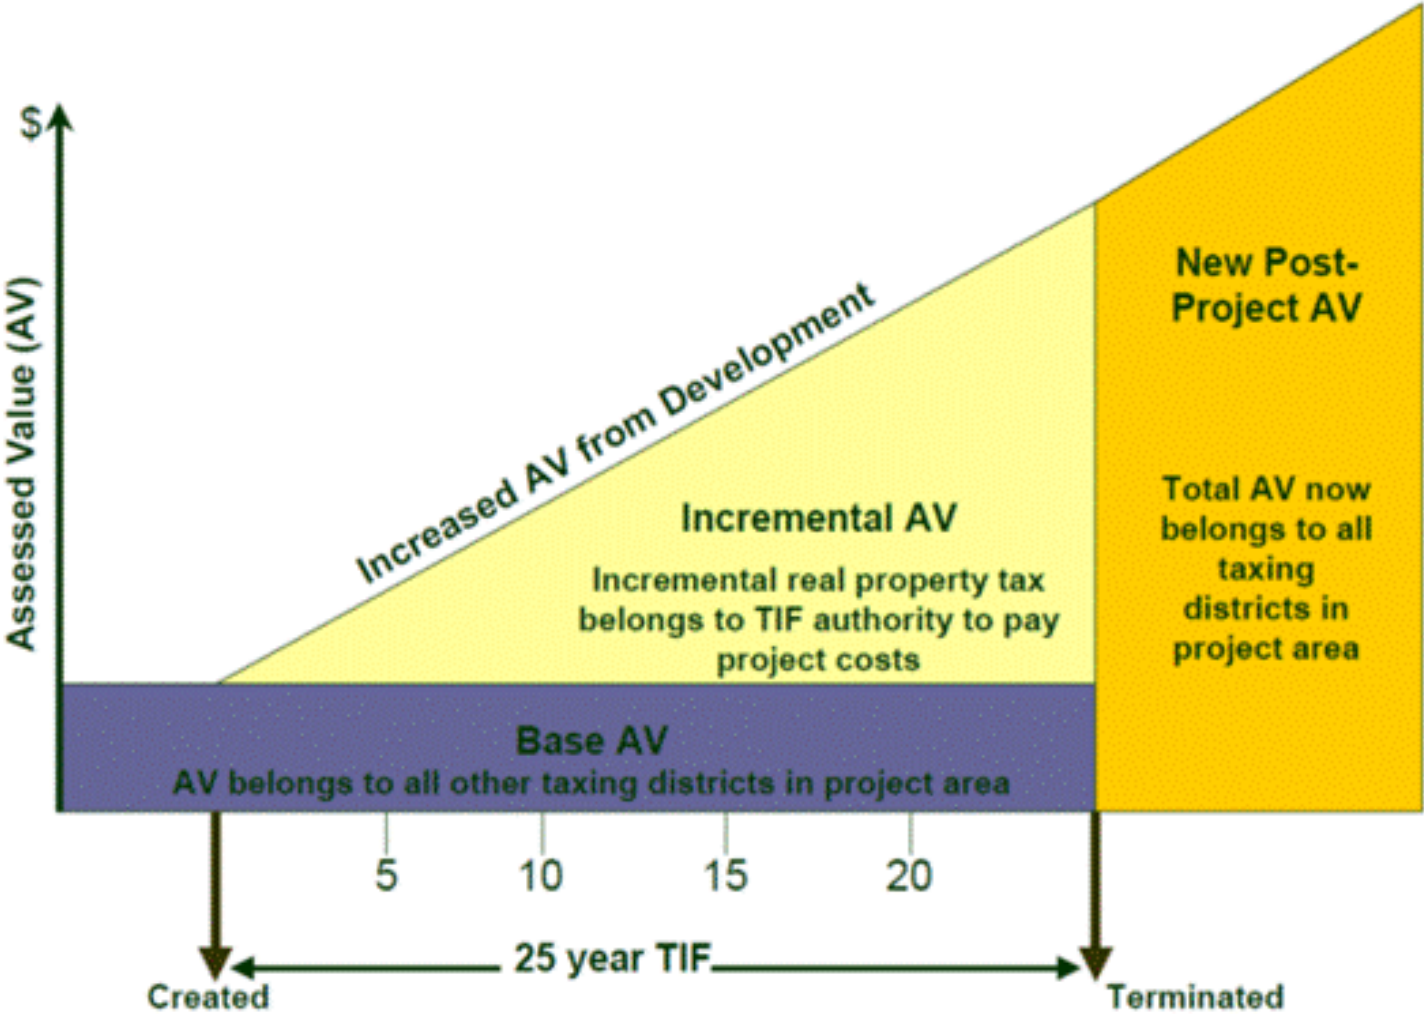 $
Assessed Value (AV)
Increased AV from Development
New Post-
Project AV
Incremental AV
Incremental real property tax
belongs to TIF authority to pay
project costs
Total AV now
belongs to all
taxing
districts in
project area
Base AV
AV belongs to all other taxing districts in project area
5 10 15 20
25 year TIF
Created
Terminated